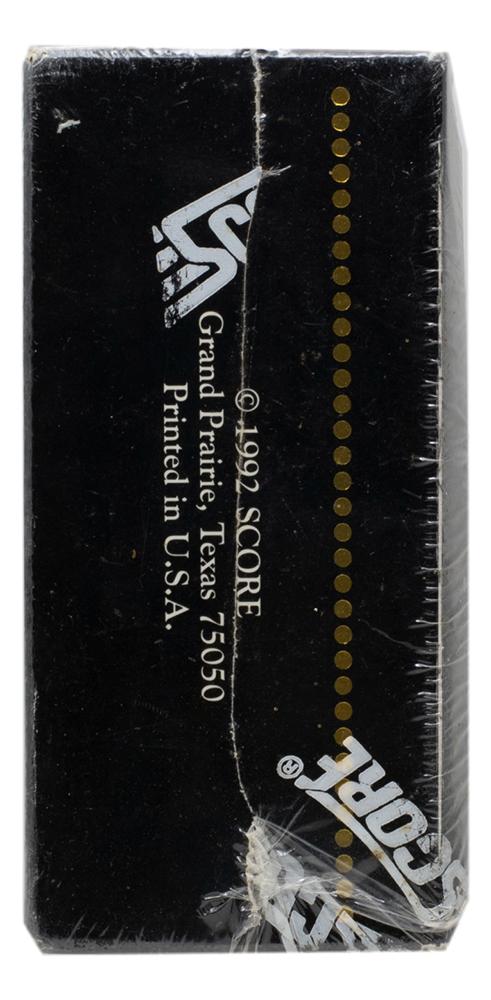 © 1992 SCORE
Grand Prairie, Texas 75050
Printed in U.S.A.
SCORE®